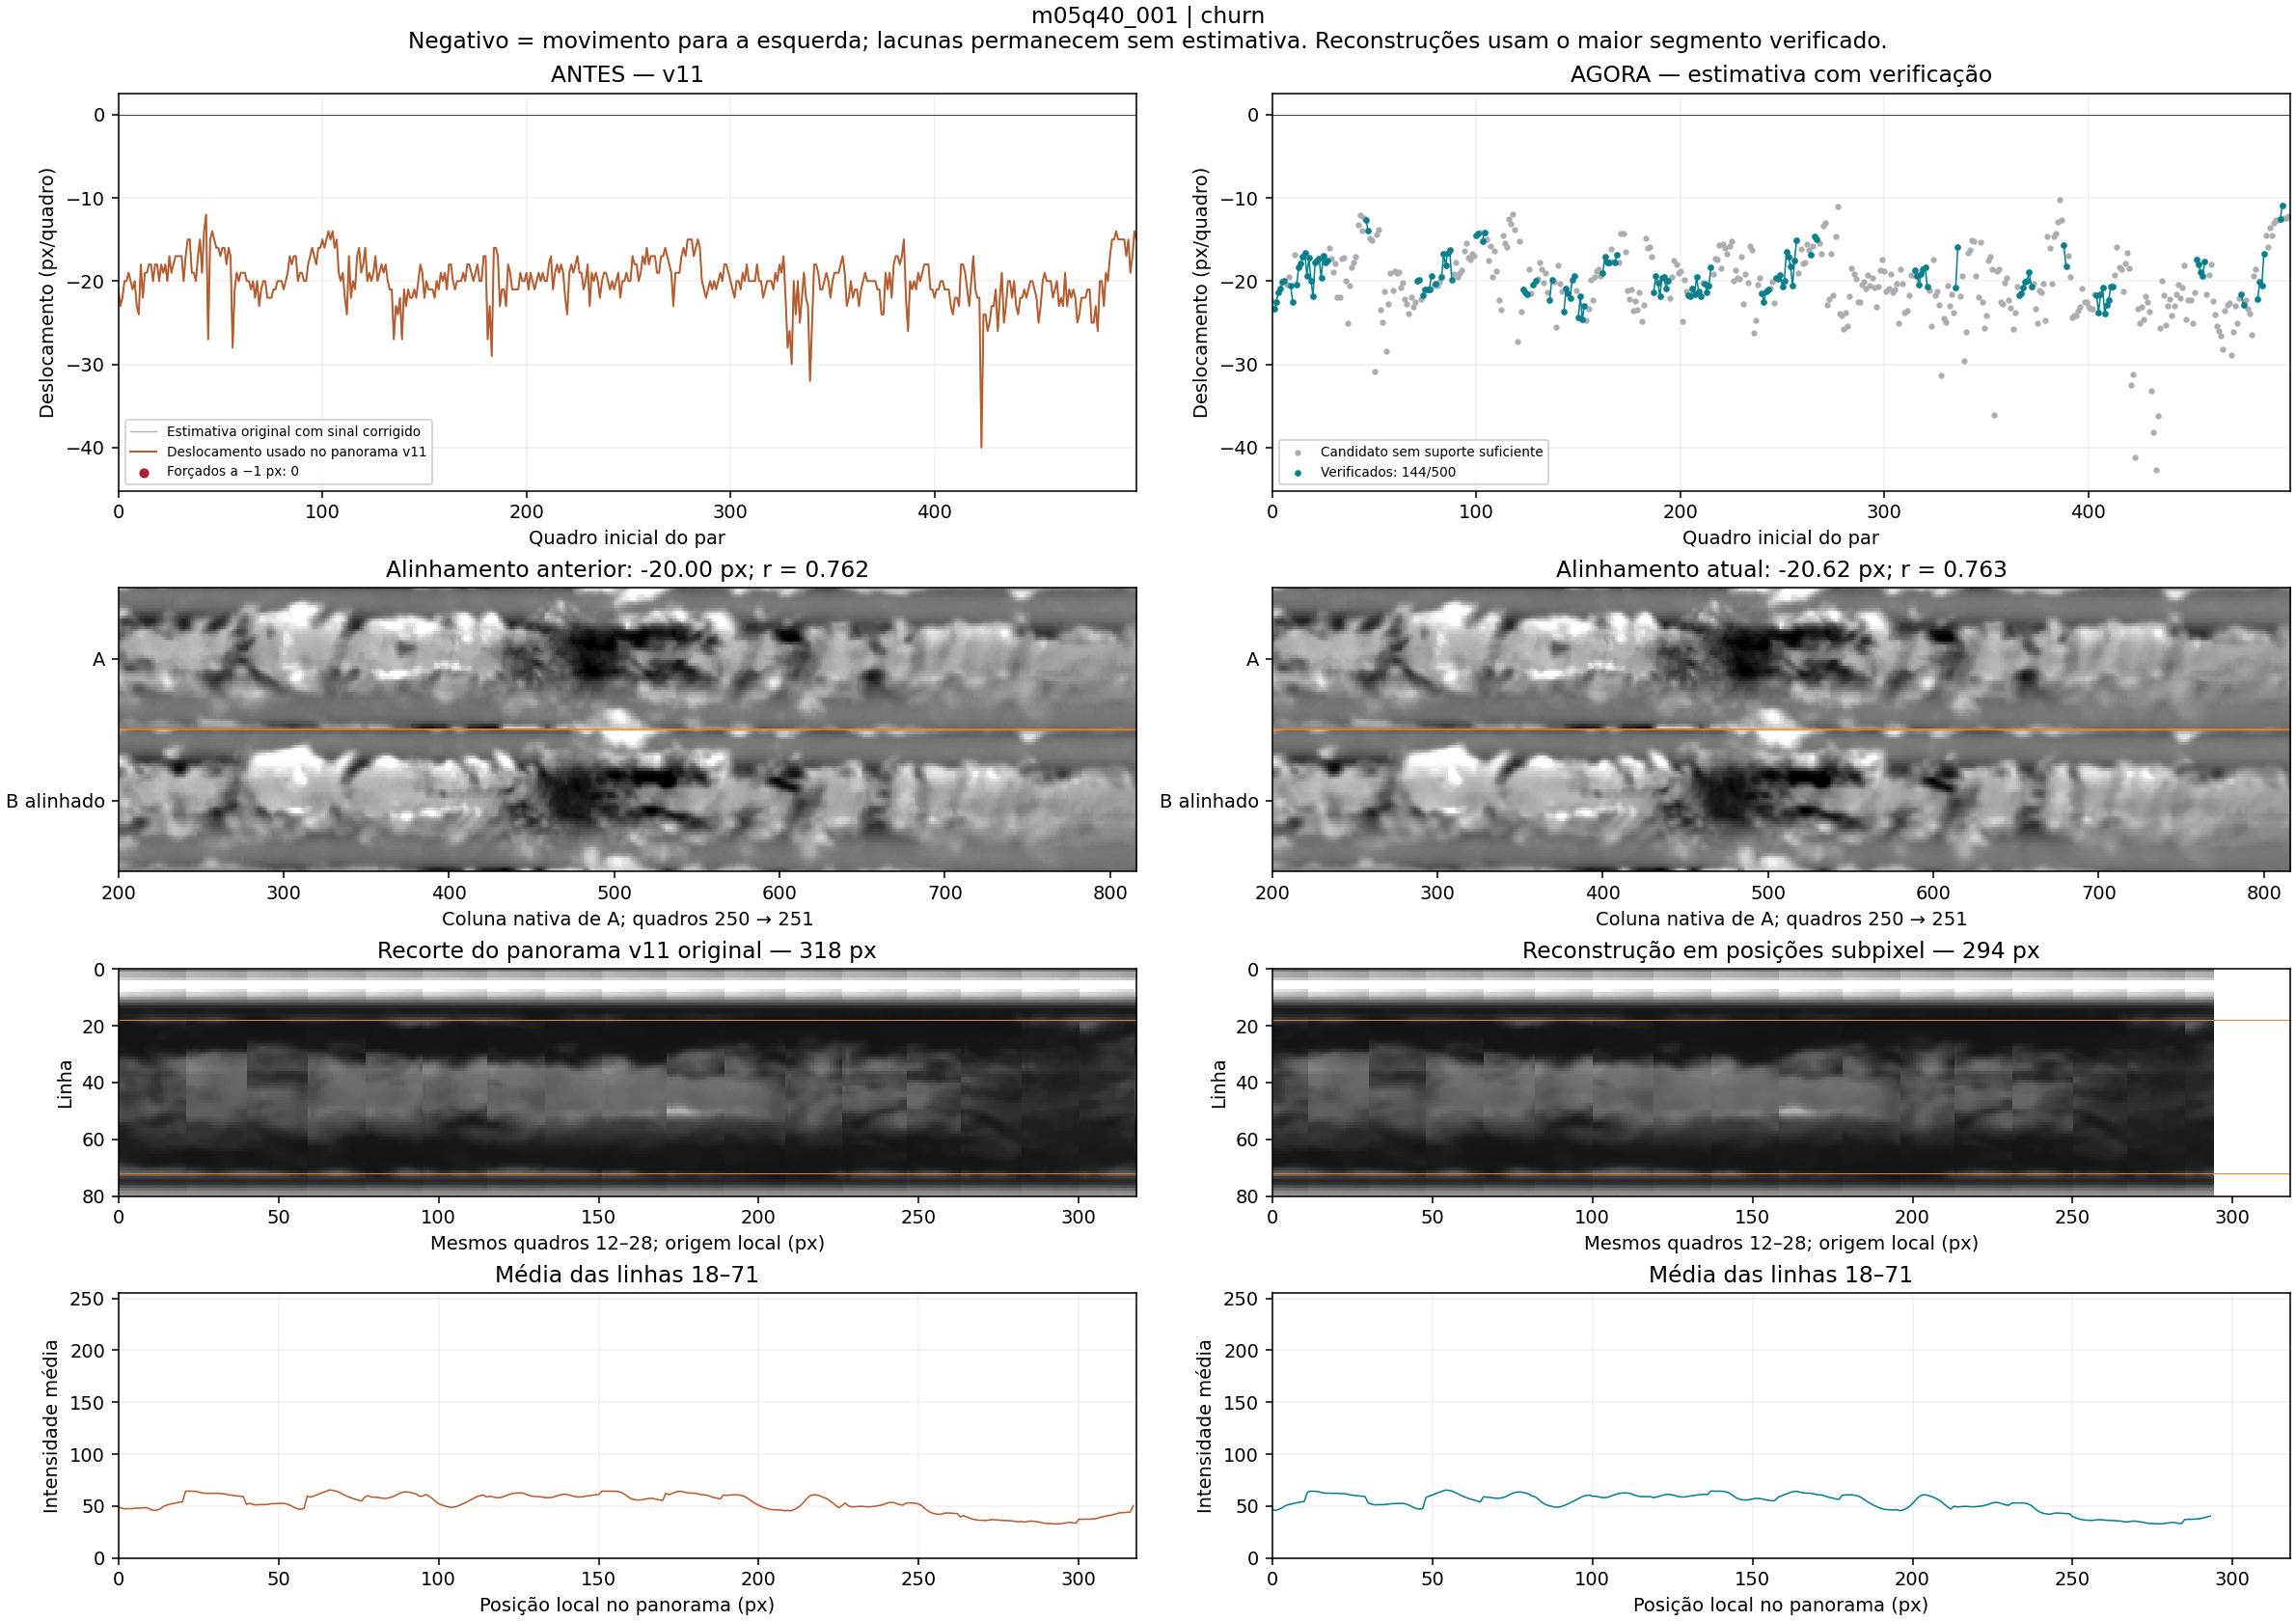 m05q40_001 | churn
Negativo = movimento para a esquerda; lacunas permanecem sem estimativa. Reconstruções usam o maior segmento verificado.
ANTES — v11
Deslocamento (px/quadro)
0
−10
−20
−30
−40
Estimativa original com sinal corrigido
Deslocamento usado no panorama v11
Forçados a −1 px: 0
0 100 200 300 400
Quadro inicial do par
AGORA — estimativa com verificação
Deslocamento (px/quadro)
0
−10
−20
−30
−40
Candidato sem suporte suficiente
Verificados: 144/500
0 100 200 300 400
Quadro inicial do par
Alinhamento anterior: -20.00 px; r = 0.762
A
B alinhado
200 300 400 500 600 700 800
Coluna nativa de A; quadros 250 → 251
Alinhamento atual: -20.62 px; r = 0.763
A
B alinhado
200 300 400 500 600 700 800
Coluna nativa de A; quadros 250 → 251
Recorte do panorama v11 original — 318 px
Linha
0
20
40
60
80
0 50 100 150 200 250 300
Mesmos quadros 12–28; origem local (px)
Reconstrução em posições subpixel — 294 px
Linha
0
20
40
60
80
0 50 100 150 200 250 300
Mesmos quadros 12–28; origem local (px)
Média das linhas 18–71
Intensidade média
250
200
150
100
50
0
0 50 100 150 200 250 300
Posição local no panorama (px)
Média das linhas 18–71
Intensidade média
250
200
150
100
50
0
0 50 100 150 200 250 300
Posição local no panorama (px)